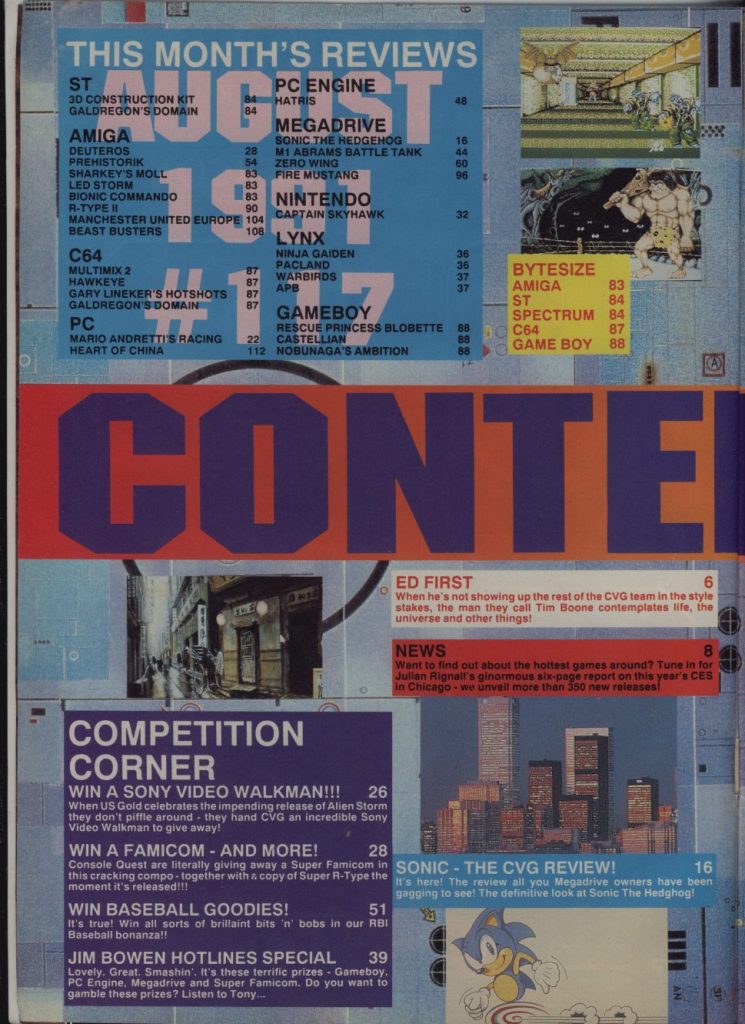 THIS MONTH'S REVIEWS
AUGUST
1991
#117
ST
3D CONSTRUCTION KIT 84
GALDREGON'S DOMAIN 84
AMIGA
DEUTEROS 28
PREHISTORIK 54
SHARKEY'S MOLL 83
LED STORM 83
BIONIC COMMANDO 83
R-TYPE II 90
MANCHESTER UNITED EUROPE 104
BEAST BUSTERS 108
C64
MULTIMIX 2 87
HAWKEYE 87
GARY LINEKER'S HOTSHOTS 87
GALDREGON'S DOMAIN 87
PC
MARIO ANDRETTI'S RACING 22
HEART OF CHINA 112
PC ENGINE
HATRIS 48
MEGADRIVE
SONIC THE HEDGEHOG 16
M1 ABRAMS BATTLE TANK 44
ZERO WING 60
FIRE MUSTANG 96
NINTENDO
CAPTAIN SKYHAWK 32
LYNX
NINJA GAIDEN 36
PACLAND 36
WARBIRDS 37
APB 37
GAMEBOY
RESCUE PRINCESS BLOBETTE 88
CASTELLIAN 88
NOBUNAGA'S AMBITION 88
BYTESIZE
AMIGA 83
ST 84
SPECTRUM 84
C64 87
GAME BOY 88
CONTE
ED FIRST 6
When he's not showing up the rest of the CVG team in the style
stakes, the man they call Tim Boone contemplates life, the
universe and other things!
NEWS 8
Want to find out about the hottest games around? Tune in for
Julian Rignall's ginormous six-page report on this year's CES
in Chicago - we unveil more than 350 new releases!
COMPETITION
CORNER
WIN A SONY VIDEO WALKMAN!!! 26
When US Gold celebrates the impending release of Alien Storm
they don't piffle around - they hand CVG an incredible Sony
Video Walkman to give away!
WIN A FAMICOM - AND MORE! 28
Console Quest are literally giving away a Super Famicom in
this cracking compo - together with a copy of Super R-Type the
moment it's released!!!
WIN BASEBALL GOODIES! 51
It's true! Win all sorts of brillaint bits 'n' bobs in our RBI
Baseball bonanza!!
JIM BOWEN HOTLINES SPECIAL 39
Lovely. Great. Smashin'. It's these terrific prizes - Gameboy,
PC Engine, Megadrive and Super Famicom. Do you want to
gamble these prizes? Listen to Tony...
SONIC - THE CVG REVIEW! 16
It's here! The review all you Megadrive owners have been
gagging to see! The definitive look at Sonic The Hedghog!
A
AN